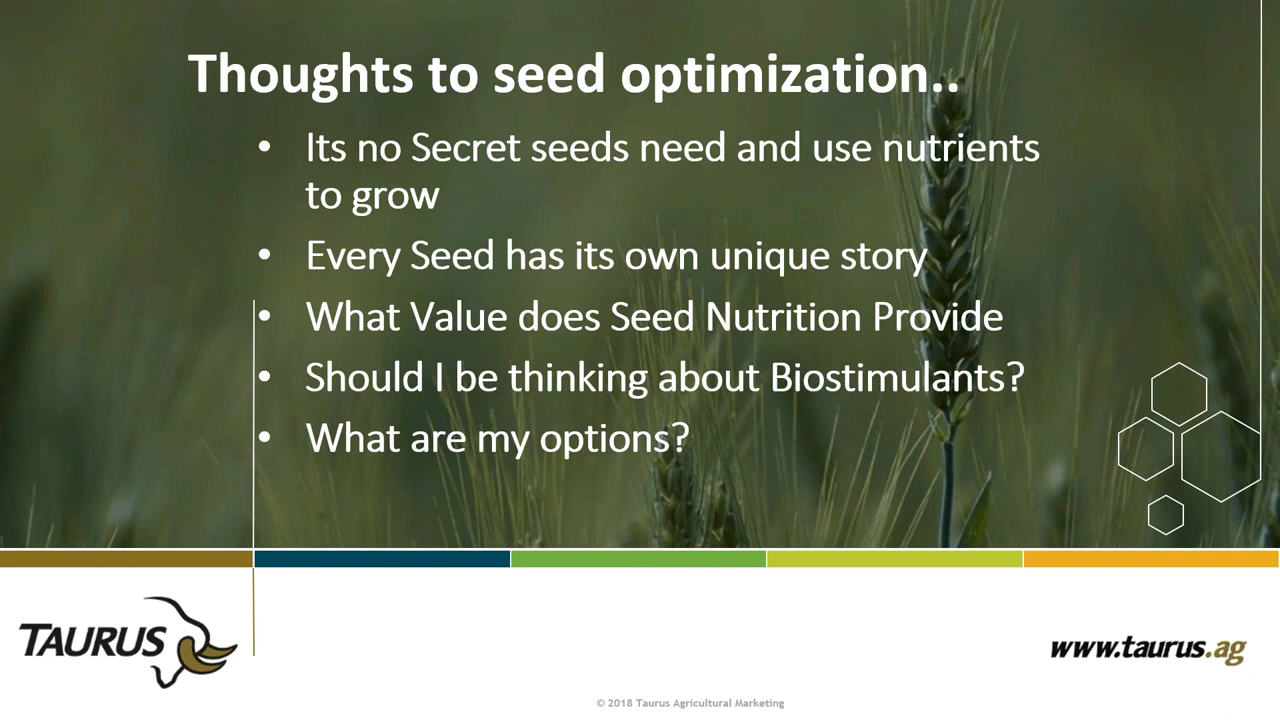 Thoughts to seed optimization..
• Its no Secret seeds need and use nutrients
to grow
• Every Seed has its own unique story
• What Value does Seed Nutrition Provide
• Should I be thinking about Biostimulants?
• What are my options?
TAURUS
www.taurus.ag
© 2018 Taurus Agricultural Marketing